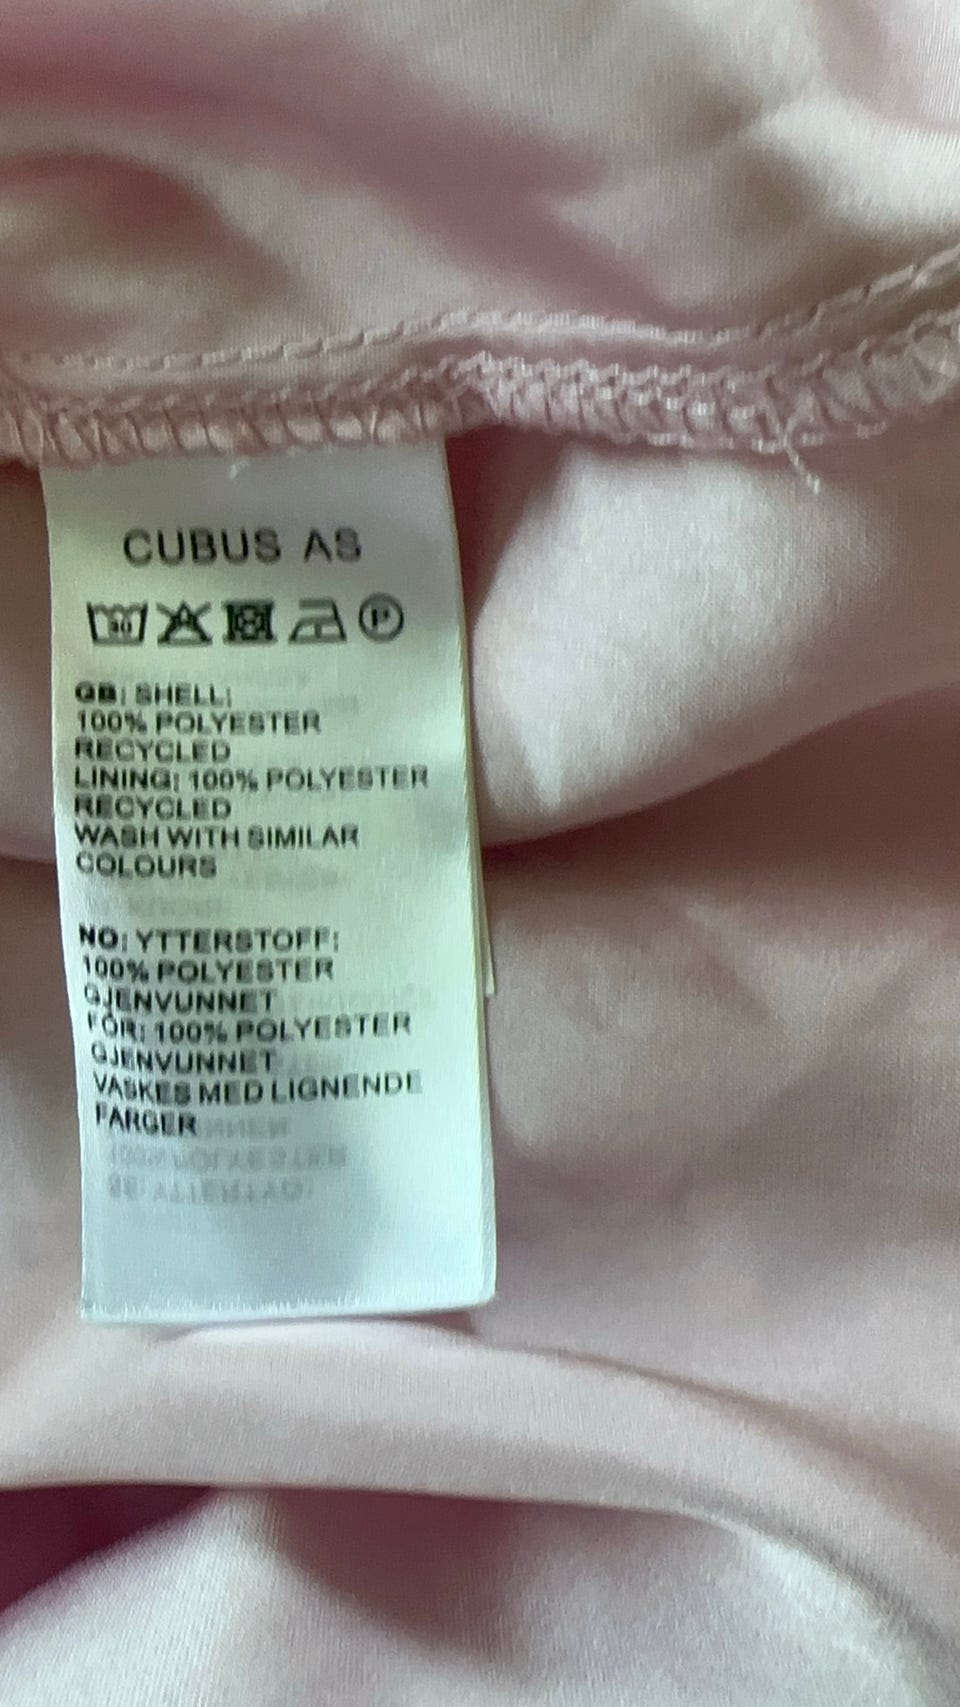 CUBUS AS
30 P
GB: SHELL:
100% POLYESTER
RECYCLED
LINING: 100% POLYESTER
RECYCLED
WASH WITH SIMILAR
COLOURS
NO: YTTERSTOFF:
100% POLYESTER
GJENVUNNET
FÔR: 100% POLYESTER
GJENVUNNET
VASKES MED LIGNENDE
FARGER